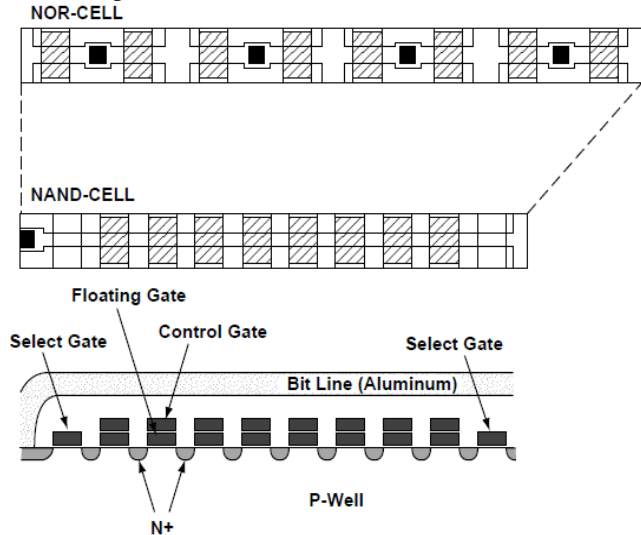 NOR-CELL
NAND-CELL
Floating Gate
Control Gate
Select Gate
Select Gate
Bit Line (Aluminum)
P-Well
N+